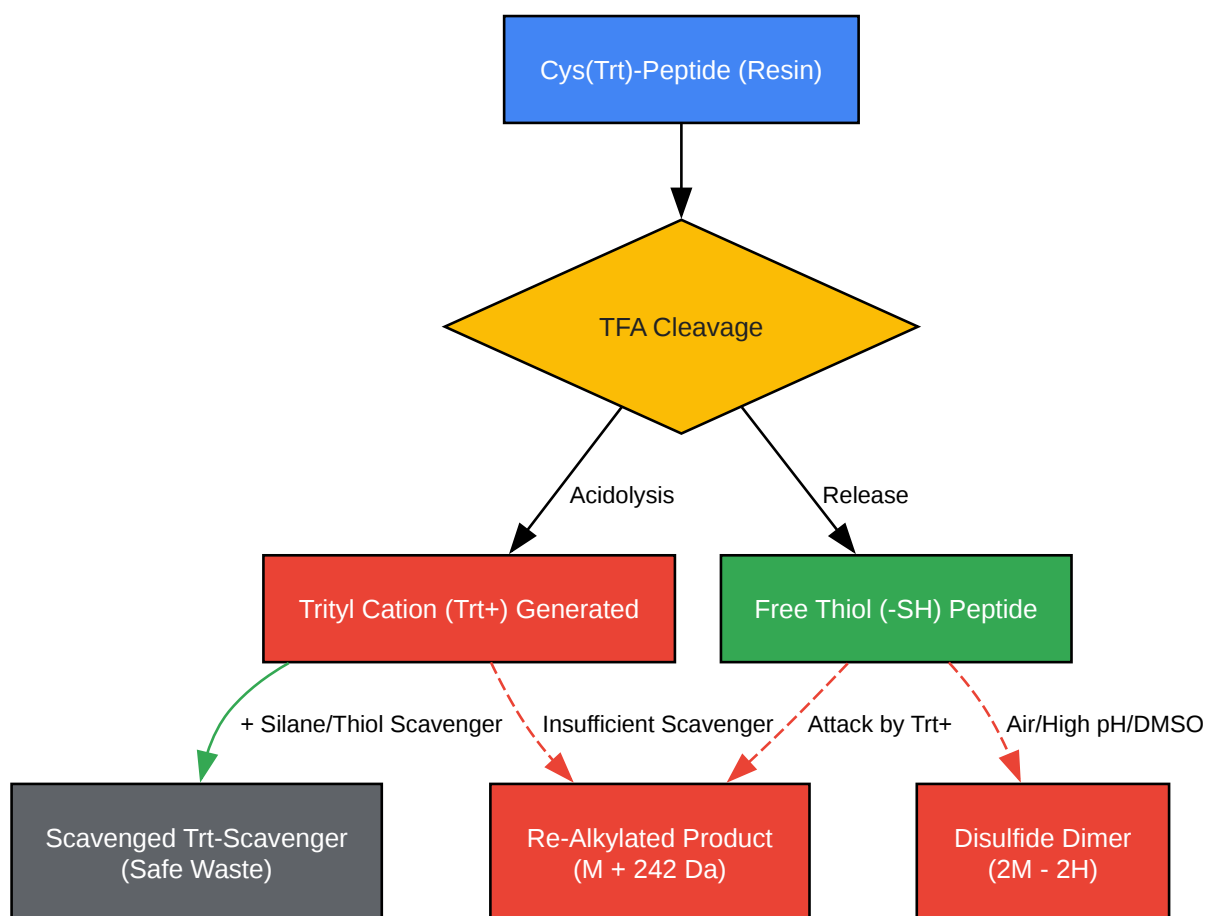 Cys(Trt)-Peptide (Resin)
TFA Cleavage
Acidolysis
Release
Trityl Cation (Trt+) Generated
Free Thiol (-SH) Peptide
+ Silane/Thiol Scavenger
Insufficient Scavenger
Attack by Trt+
Air/High pH/DMSO
Scavenged Trt-Scavenger
(Safe Waste)
Re-Alkylated Product
(M + 242 Da)
Disulfide Dimer
(2M - 2H)